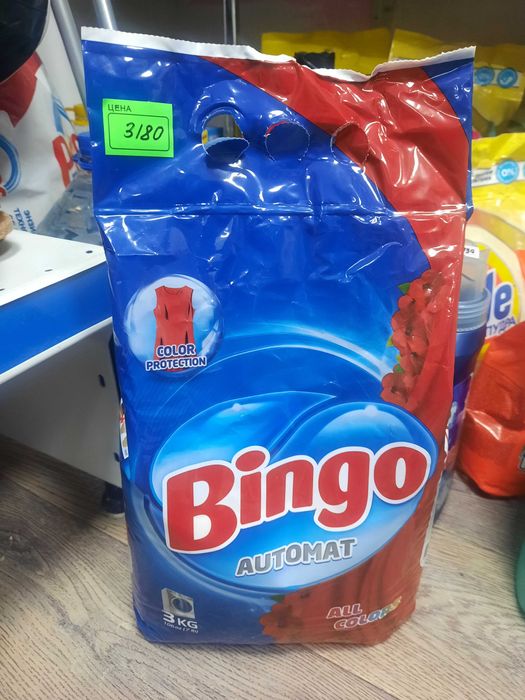 ЦЕНА
3180
COLOR
PROTECTION
Bingo
AUTOMAT
3 KG
ALL
COLORS